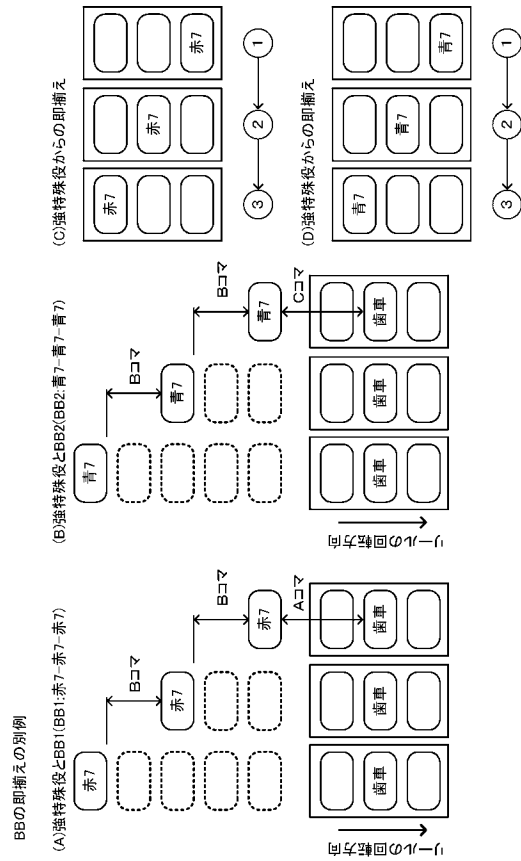 BBの即揃えの別例
(A)強特殊役とBB1(BB1:赤7-赤7-赤7)
赤7
Bコマ
赤7
Bコマ
赤7
Aコマ
歯車
歯車
歯車
リールの回転方向
(B)強特殊役とBB2(BB2:青7-青7-青7)
青7
Bコマ
青7
Bコマ
青7
Cコマ
歯車
歯車
歯車
リールの回転方向
(C)強特殊役からの即揃え
赤7
赤7
赤7
3
2
1
(D)強特殊役からの即揃え
青7
青7
青7
3
2
1